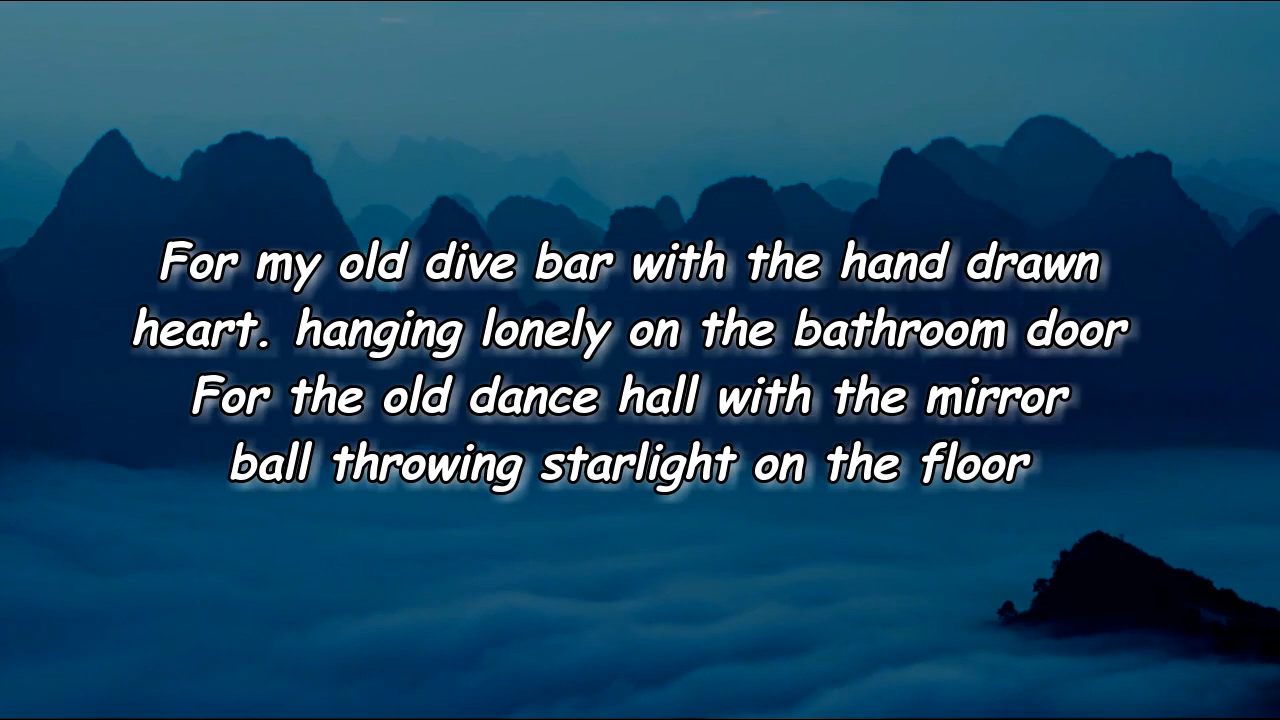 For my old dive bar with the hand drawn
heart. hanging lonely on the bathroom door
For the old dance hall with the mirror
ball throwing starlight on the floor